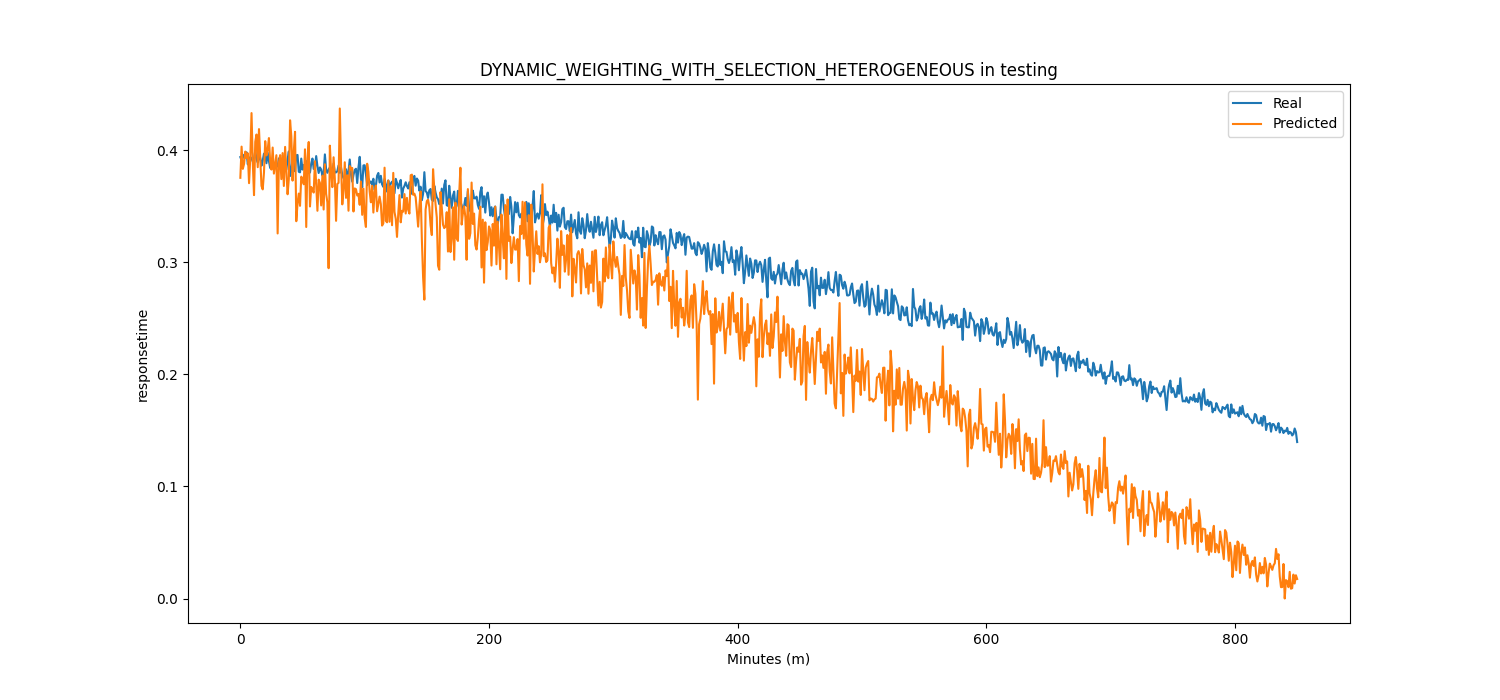 DYNAMIC_WEIGHTING_WITH_SELECTION_HETEROGENEOUS in testing
Real
Predicted
0.4
0.3
0.2
0.1
0.0
responsetime
0 200 400 600 800
Minutes (m)